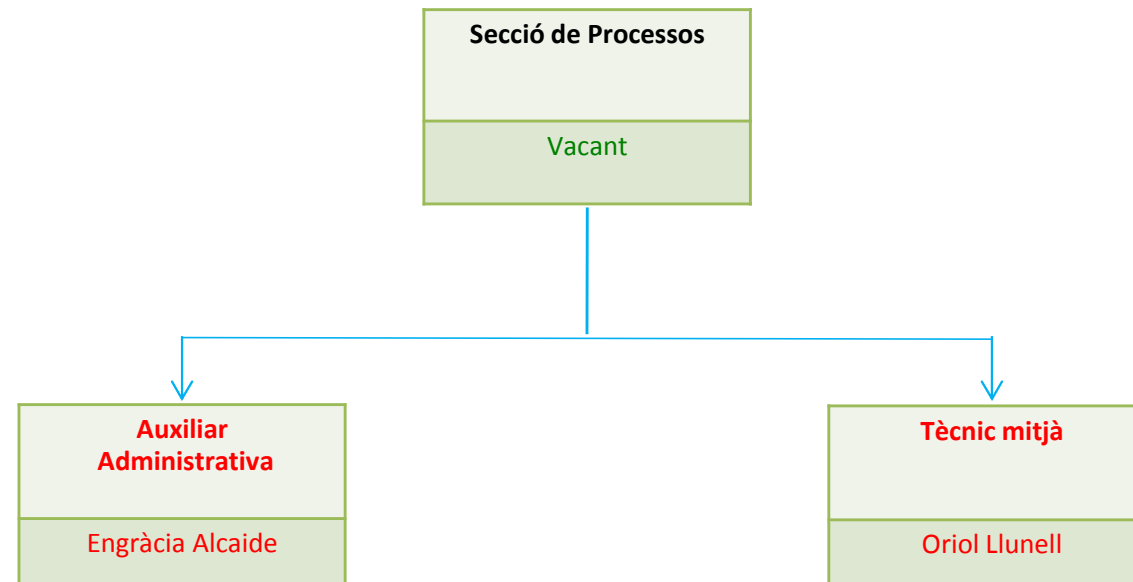 Secció de Processos
Vacant
Auxiliar
Administrativa
Engràcia Alcaide
Tècnic mitjà
Oriol Llunell